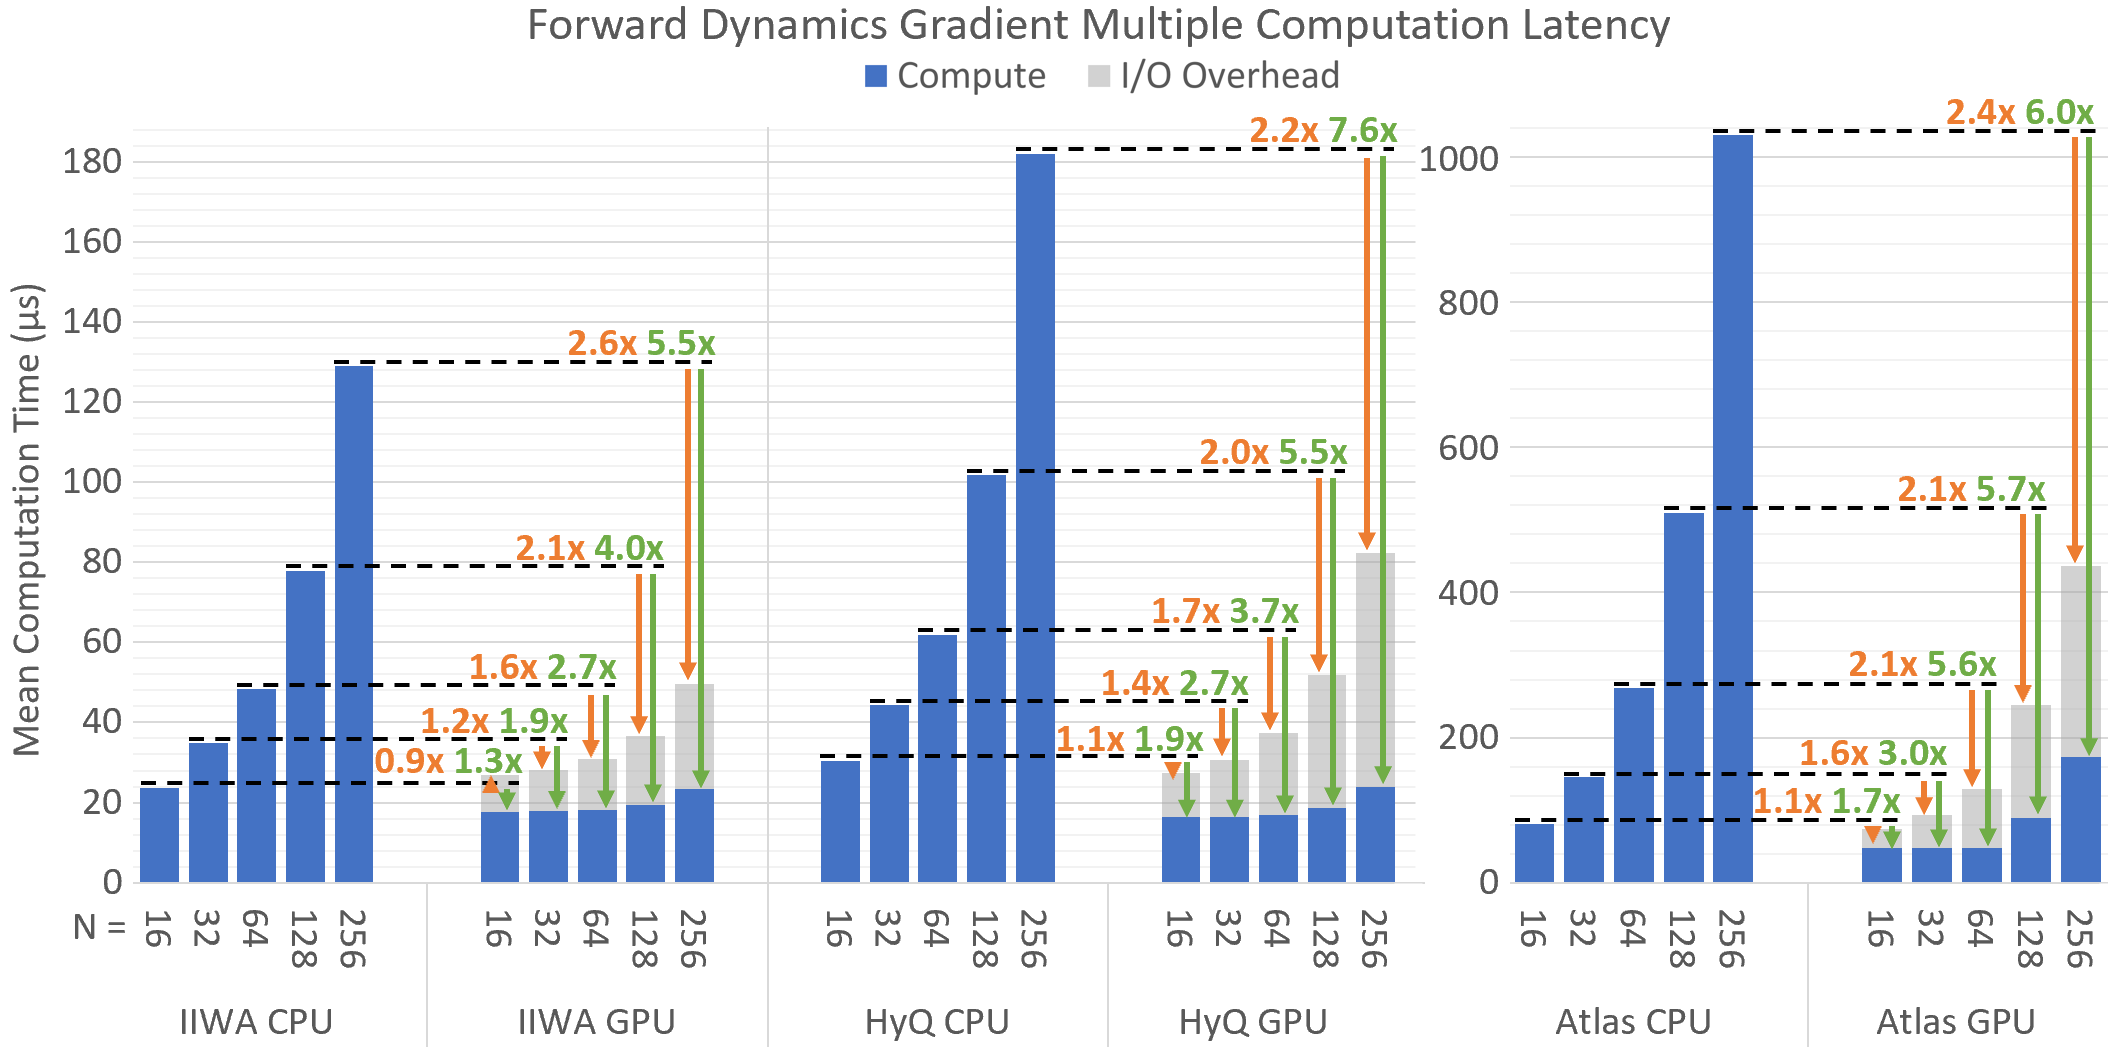 Forward Dynamics Gradient Multiple Computation Latency
Compute I/O Overhead
Mean Computation Time (µs)
180
160
140
120
100
80
60
40
20
0
0.9x 1.3x
1.2x 1.9x
1.6x 2.7x
2.1x 4.0x
2.6x 5.5x
1.1x 1.9x
1.4x 2.7x
1.7x 3.7x
2.0x 5.5x
2.2x 7.6x
1000
800
600
400
200
0
1.1x 1.7x
1.6x 3.0x
2.1x 5.6x
2.1x 5.7x
2.4x 6.0x
N = 16 32 64 128 256 16 32 64 128 256 16 32 64 128 256 16 32 64 128 256 16 32 64 128 256 16 32 64 128 256
IIWA CPU IIWA GPU HyQ CPU HyQ GPU Atlas CPU Atlas GPU